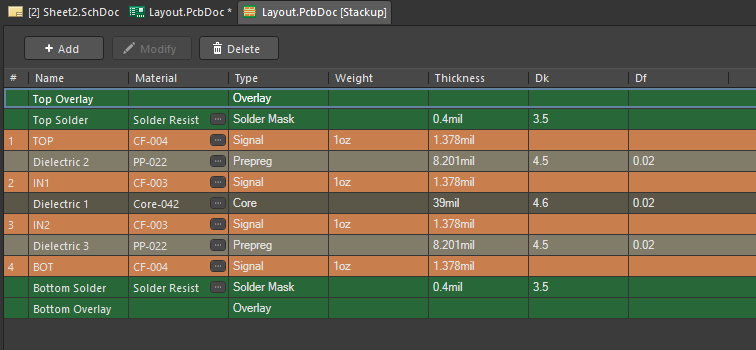 [2] Sheet2.SchDoc Layout.PcbDoc * Layout.PcbDoc [Stackup]
+ Add Modify Delete
# Name Material Type Weight Thickness Dk Df
Top Overlay Overlay
Top Solder Solder Resist ... Solder Mask 0.4mil 3.5
1 TOP CF-004 ... Signal 1oz 1.378mil
Dielectric 2 PP-022 ... Prepreg 8.201mil 4.5 0.02
2 IN1 CF-003 ... Signal 1oz 1.378mil
Dielectric 1 Core-042 ... Core 39mil 4.6 0.02
3 IN2 CF-003 ... Signal 1oz 1.378mil
Dielectric 3 PP-022 ... Prepreg 8.201mil 4.5 0.02
4 BOT CF-004 ... Signal 1oz 1.378mil
Bottom Solder Solder Resist ... Solder Mask 0.4mil 3.5
Bottom Overlay Overlay